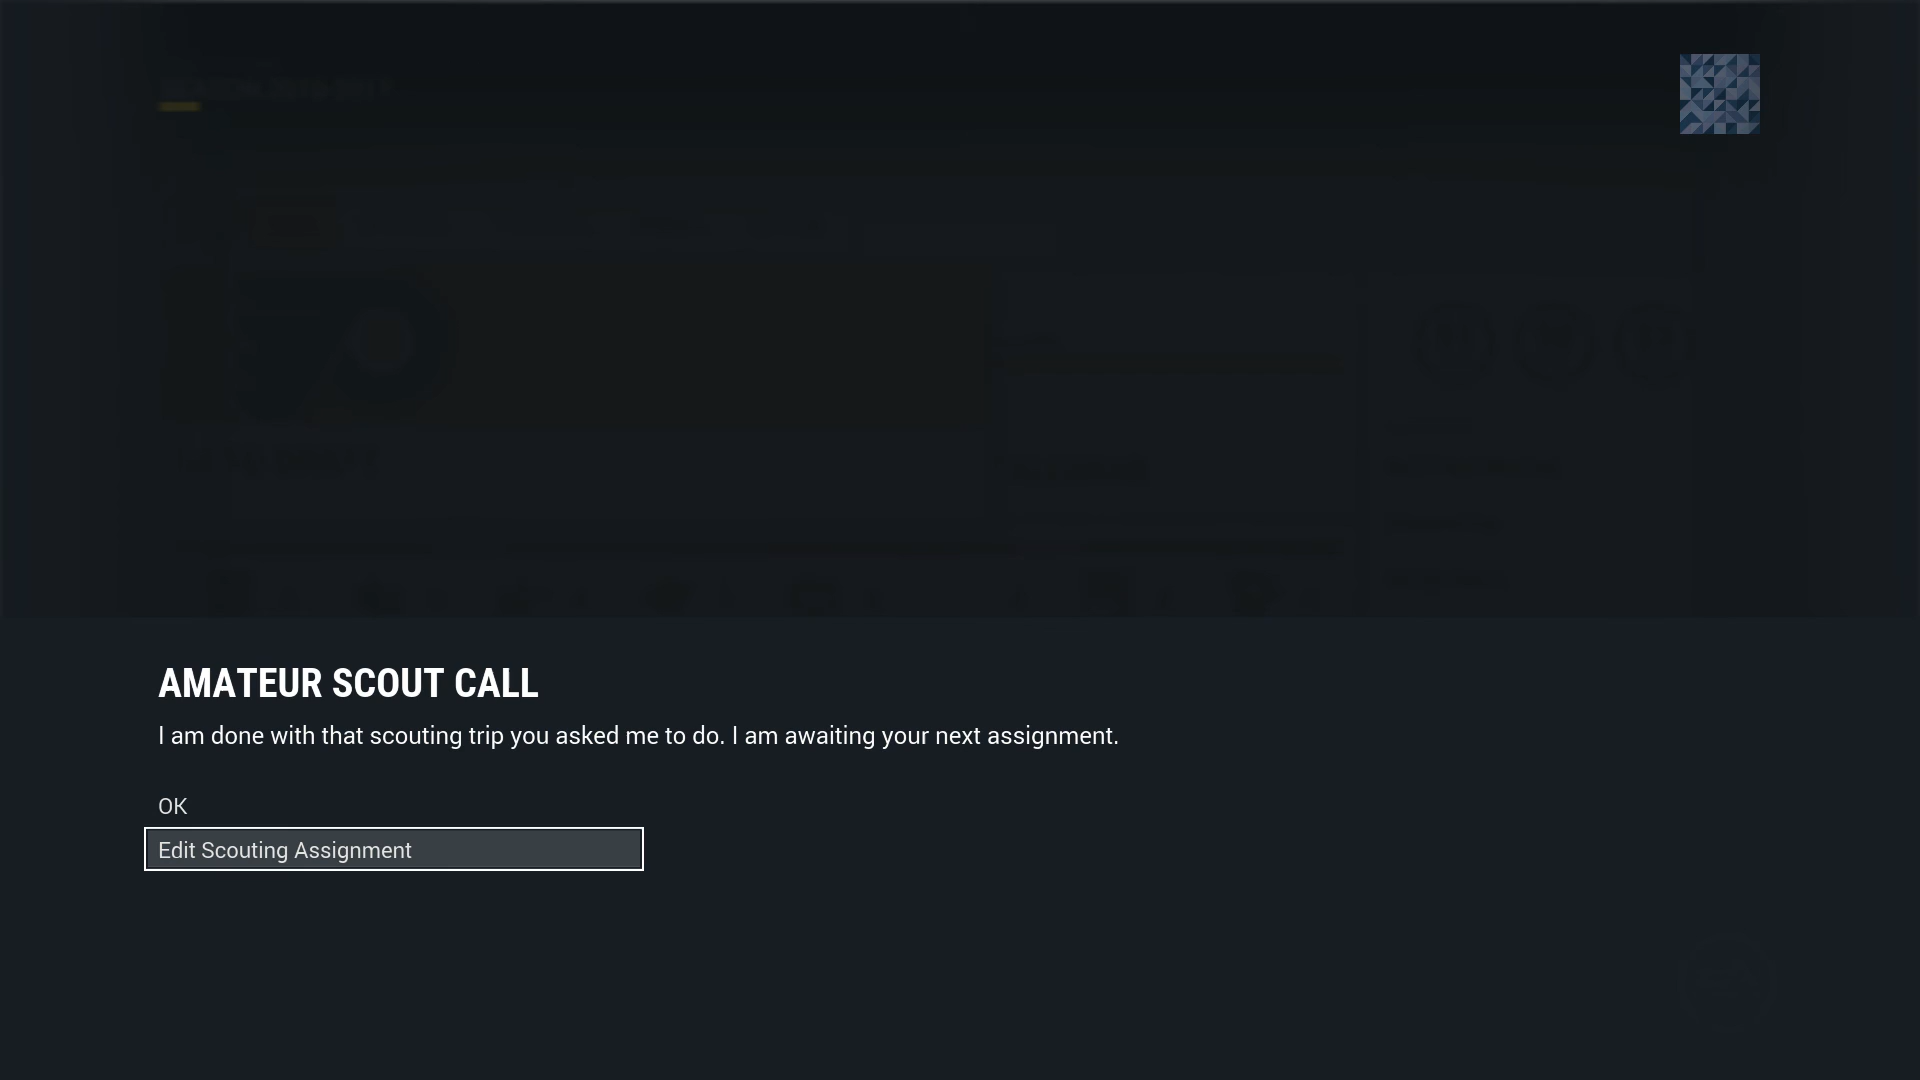 AMATEUR SCOUT CALL
I am done with that scouting trip you asked me to do. I am awaiting your next assignment.
OK
Edit Scouting Assignment